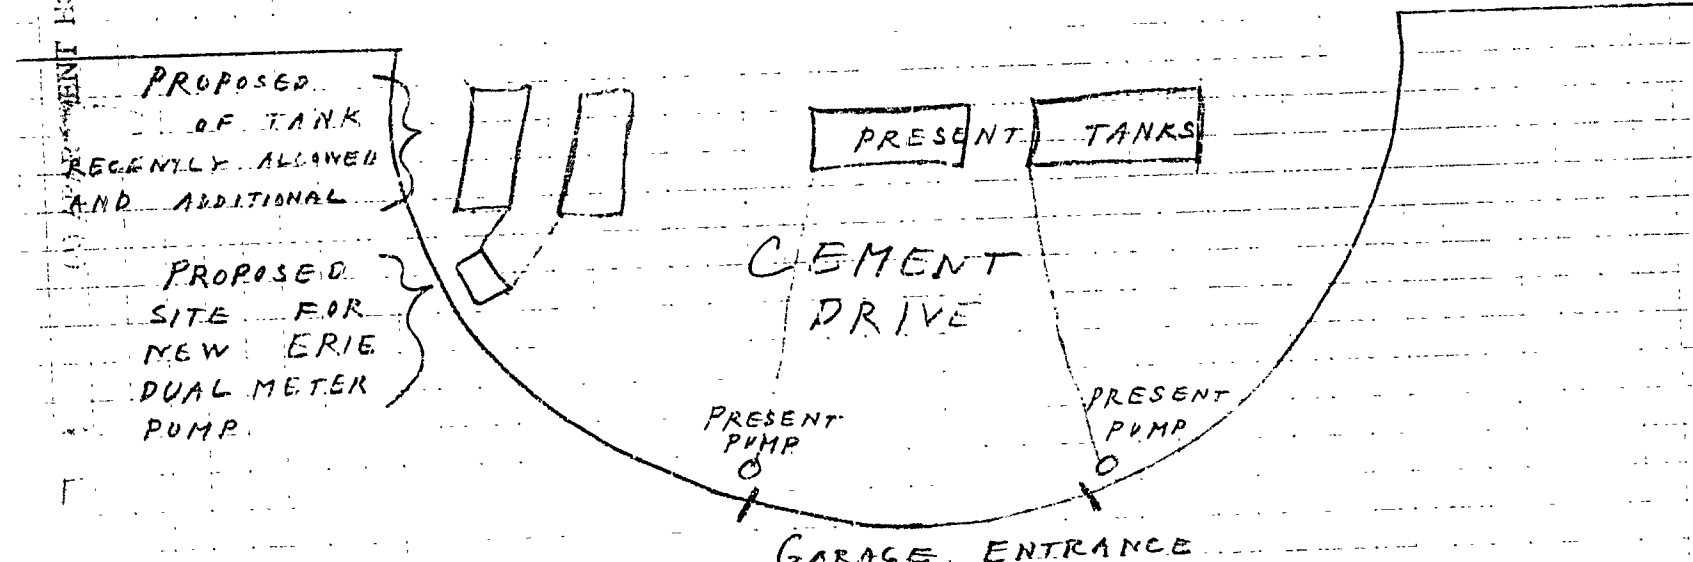 PROPOSED
OF TANK
RECENTLY ALLOWED
AND ADDITIONAL
PRESENT TANKS
CEMENT
DRIVE
PROPOSED
SITE FOR
NEW ERIE
DUAL METER
PUMP.
PRESENT
PUMP
PRESENT
PUMP
GARAGE ENTRANCE